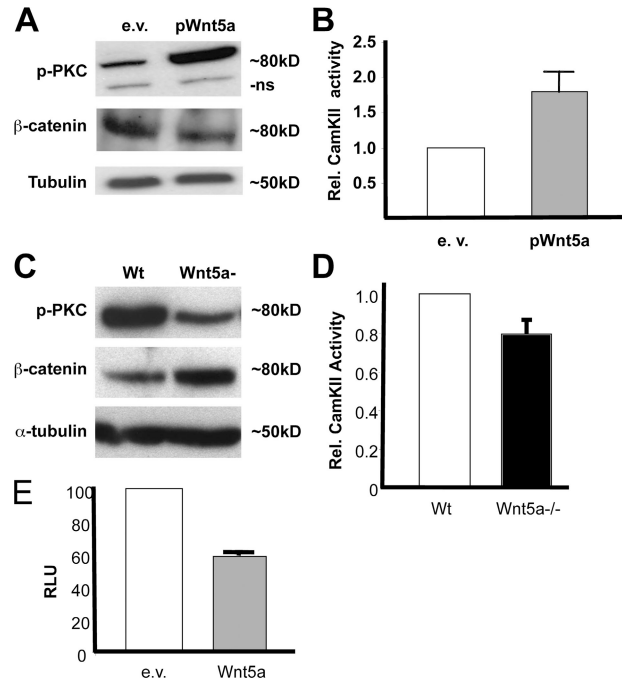 A
e.v. pWnt5a
p-PKC ~80kD
-ns
β-catenin ~80kD
Tubulin ~50kD
B
Rel. CamKII activity
2.5
2.0
1.5
1.0
0.5
e. v. pWnt5a
C
Wt Wnt5a-
p-PKC ~80kD
β-catenin ~80kD
α-tubulin ~50kD
D
Rel. CamKII Activity
1.0
0.8
0.6
0.4
0.2
0
Wt Wnt5a-/-
E
RLU
100
80
60
40
20
0
e.v. Wnt5a